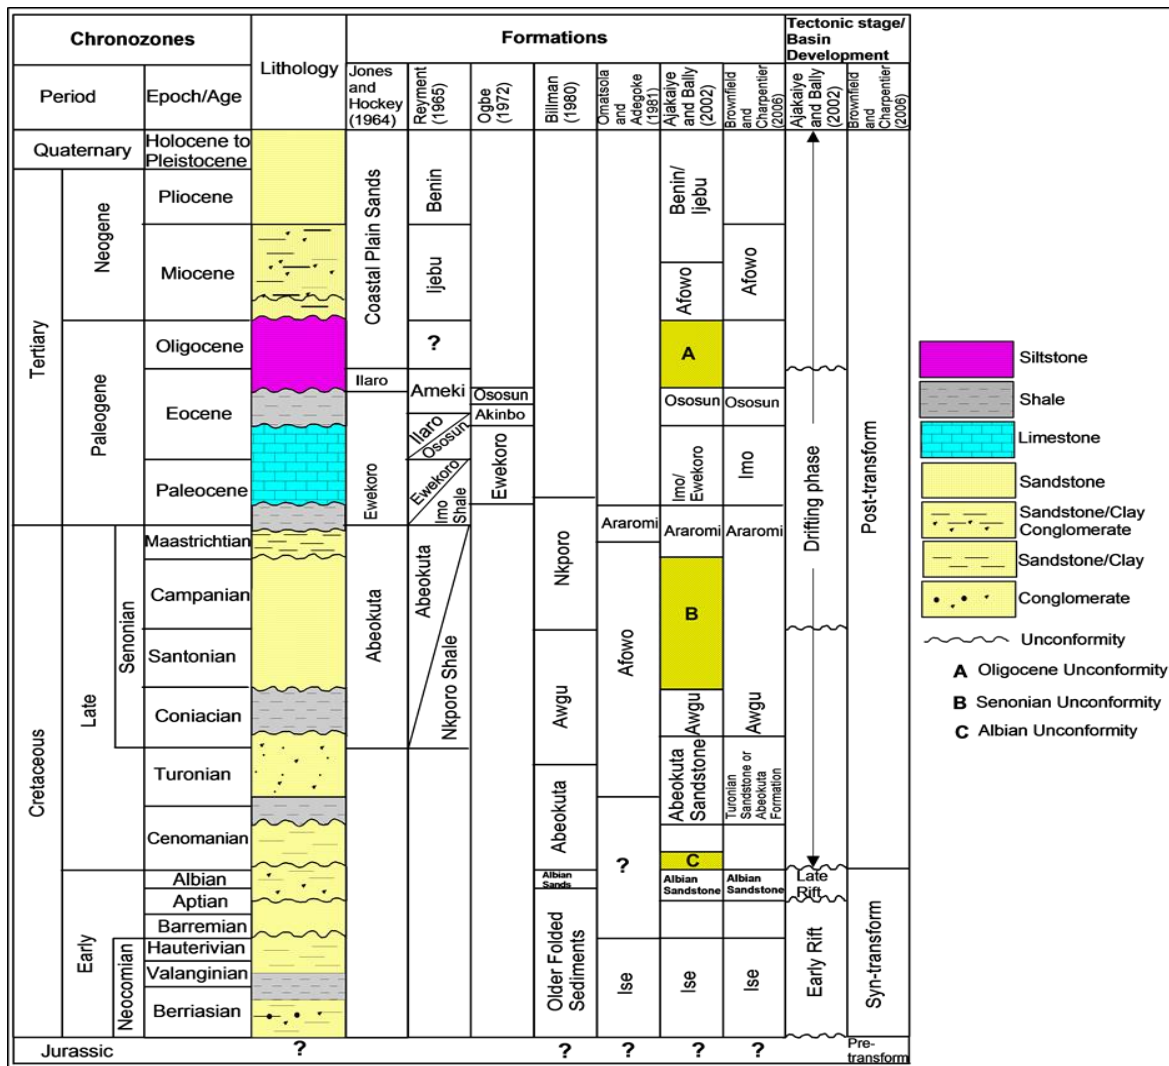 Chronozones
Lithology
Formations
Tectonic stage/
Basin
Development
Period
Epoch/Age
Jones
and
Hockey
(1964)
Reyment
(1965)
Ogbe
(1972)
Billman
(1980)
Omatsola
and
Adegoke
(1981)
Ajakaiye
and Bally
(2002)
Brownfield
and
Charpentier
(2006)
Ajakaiye
and Bally
(2002)
Brownfield
and
Charpentier
(2006)
Quaternary
Tertiary
Neogene
Paleogene
Cretaceous
Late
Senonian
Early
Neocomian
Jurassic
Holocene to
Pleistocene
Pliocene
Miocene
Oligocene
Eocene
Paleocene
Maastrichtian
Campanian
Santonian
Coniacian
Turonian
Cenomanian
Albian
Aptian
Barremian
Hauterivian
Valanginian
Berriasian
?
Coastal Plain Sands
Ilaro
Ewekoro
Abeokuta
Benin
Ijebu
?
Ameki
Ilaro
Ososun
Ewekoro
Imo
Shale
Abeokuta
Nkporo Shale
Ososun
Akinbo
Ewekoro
Nkporo
Awgu
Abeokuta
Albian
Sands
Older Folded
Sediments
?
Araromi
Afowo
?
Ise
?
Benin/
Ijebu
Afowo
A
Ososun
Imo/
Ewekoro
Araromi
B
Awgu
Abeokuta
Sandstone
C
Albian
Sandstone
Ise
?
Afowo
Ososun
Imo
Araromi
Awgu
Turonian
Sandstone or
Abeokuta
Formation
Albian
Sandstone
Ise
?
Drifting phase
Late
Rift
Early Rift
Post-transform
Syn-transform
Pre-
transform
Siltstone
Shale
Limestone
Sandstone
Sandstone/Clay
Conglomerate
Sandstone/Clay
Conglomerate
Unconformity
A Oligocene Unconformity
B Senonian Unconformity
C Albian Unconformity